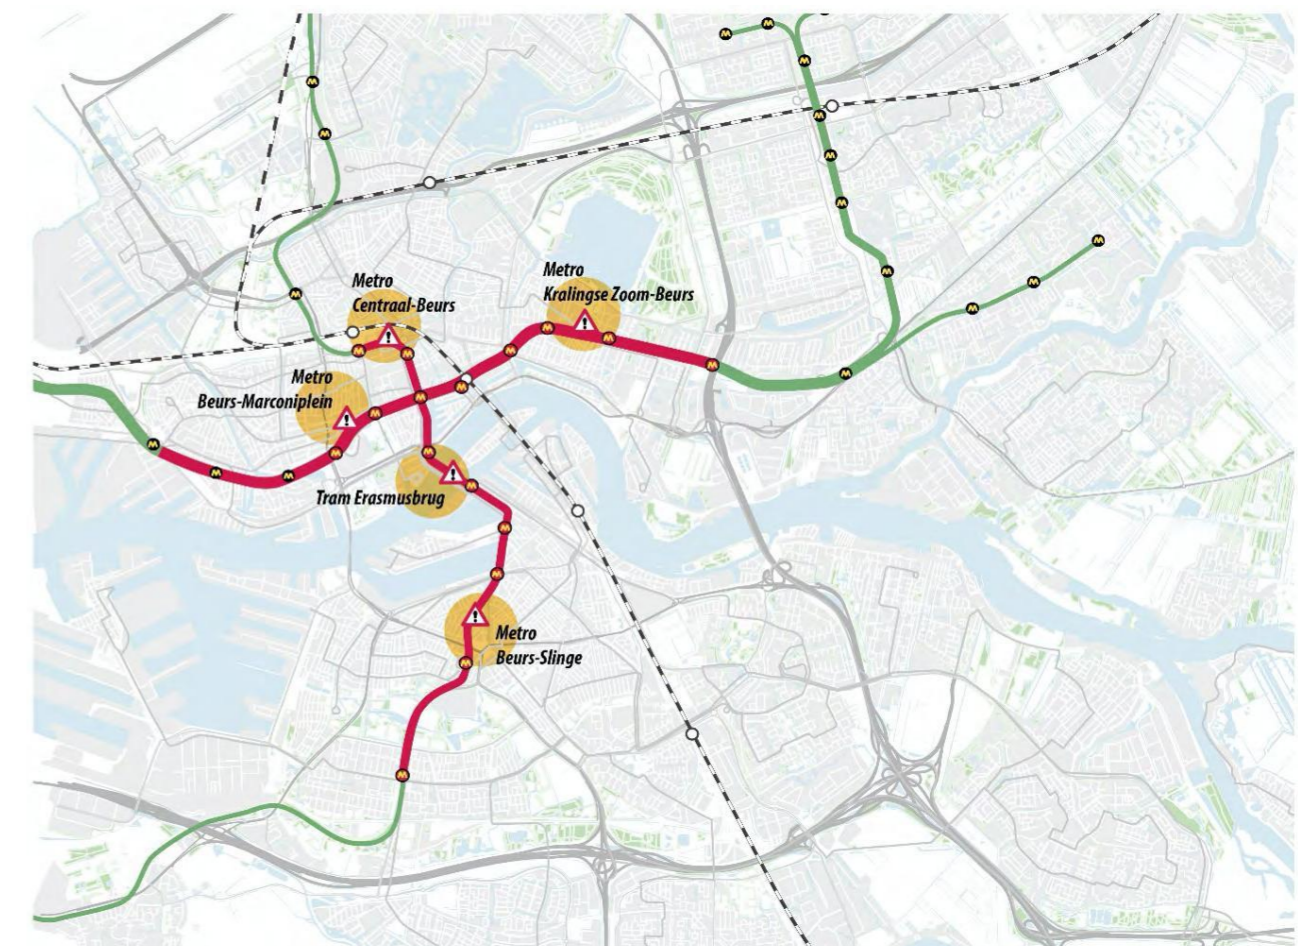 Metro
Centraal-Beurs
Metro
Kralingse Zoom-Beurs
Metro
Beurs-Marconiplein
Tram Erasmusbrug
Metro
Beurs-Slinge